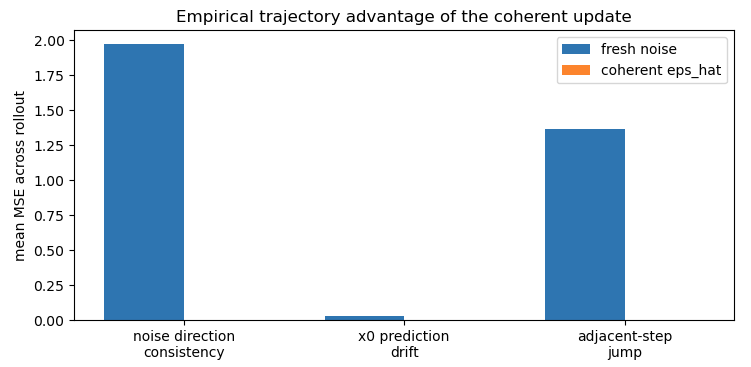 Empirical trajectory advantage of the coherent update
mean MSE across rollout
2.00
1.75
1.50
1.25
1.00
0.75
0.50
0.25
0.00
fresh noise
coherent eps_hat
noise direction
consistency
x0 prediction
drift
adjacent-step
jump